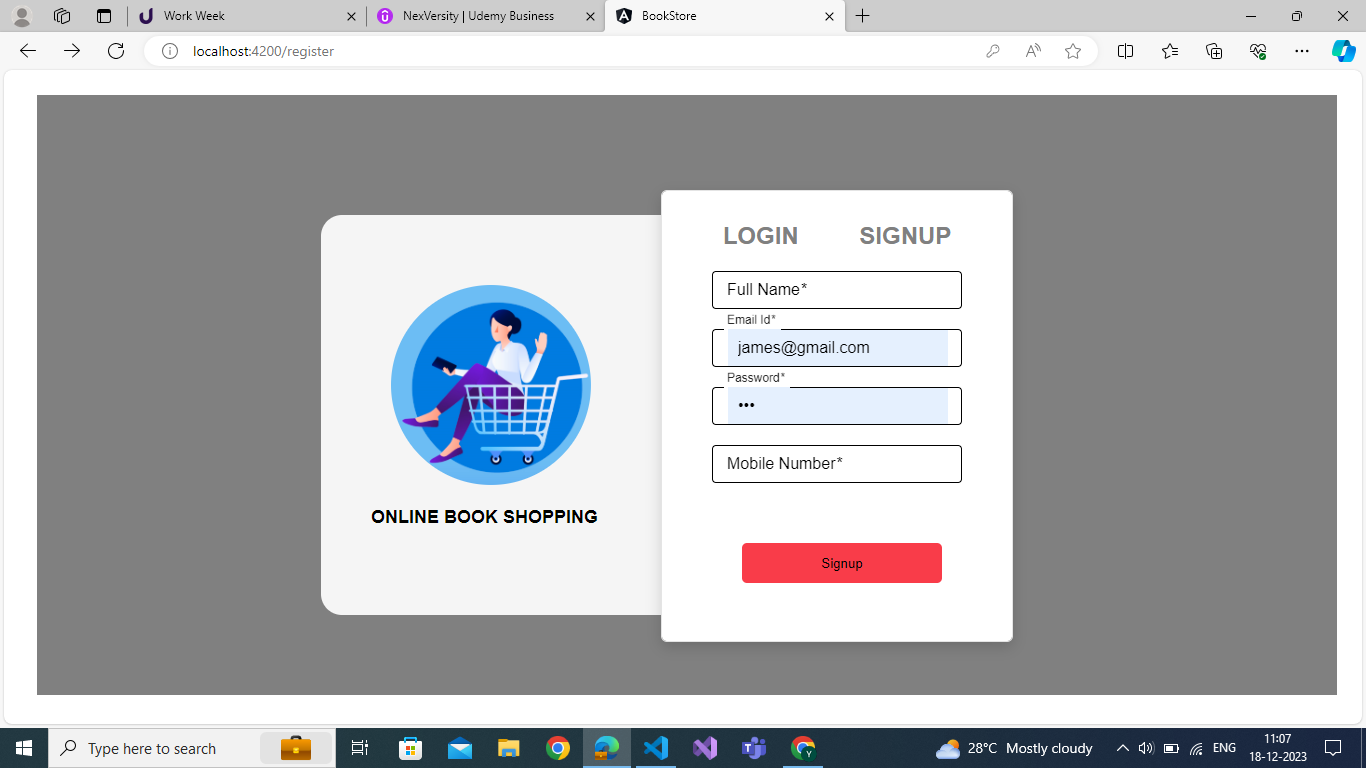 Work Week
NexVersity | Udemy Business
BookStore
localhost:4200/register
LOGIN SIGNUP
Full Name*
Email Id*
james@gmail.com
Password*
•••
Mobile Number*
Signup
ONLINE BOOK SHOPPING
Type here to search
28°C Mostly cloudy
ENG
11:07
18-12-2023